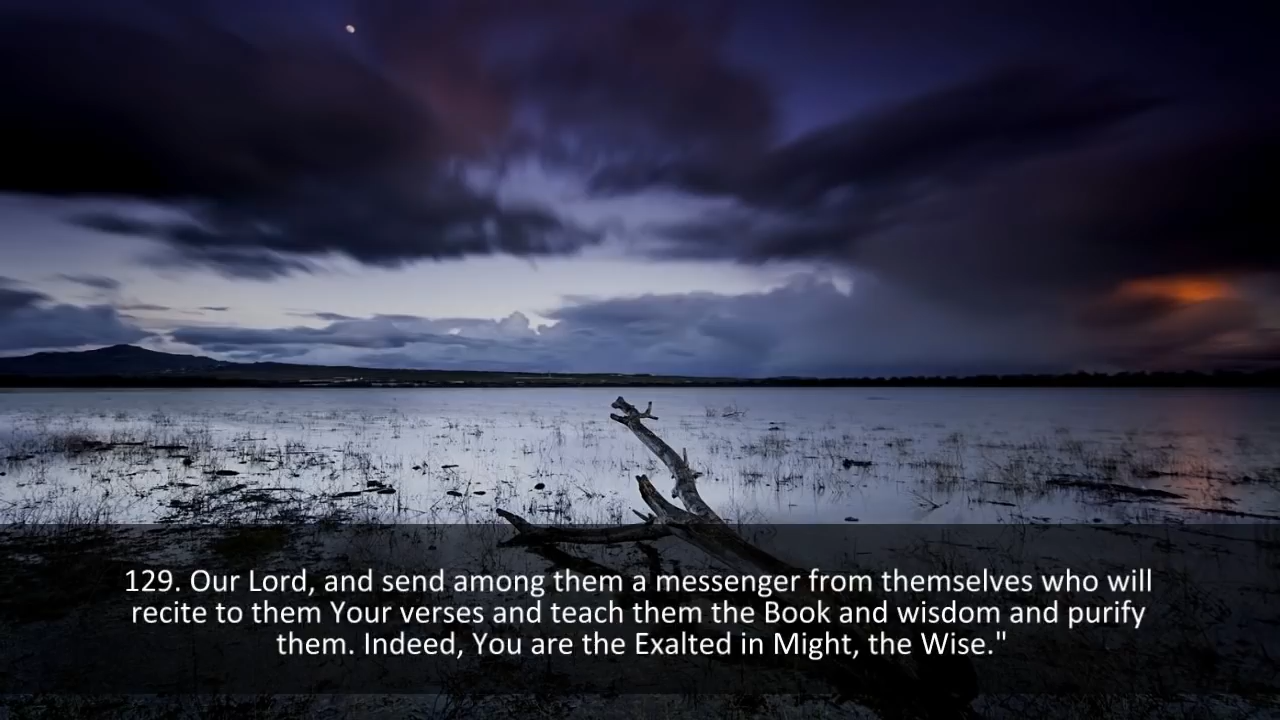 129. Our Lord, and send among them a messenger from themselves who will
recite to them Your verses and teach them the Book and wisdom and purify
them. Indeed, You are the Exalted in Might, the Wise."